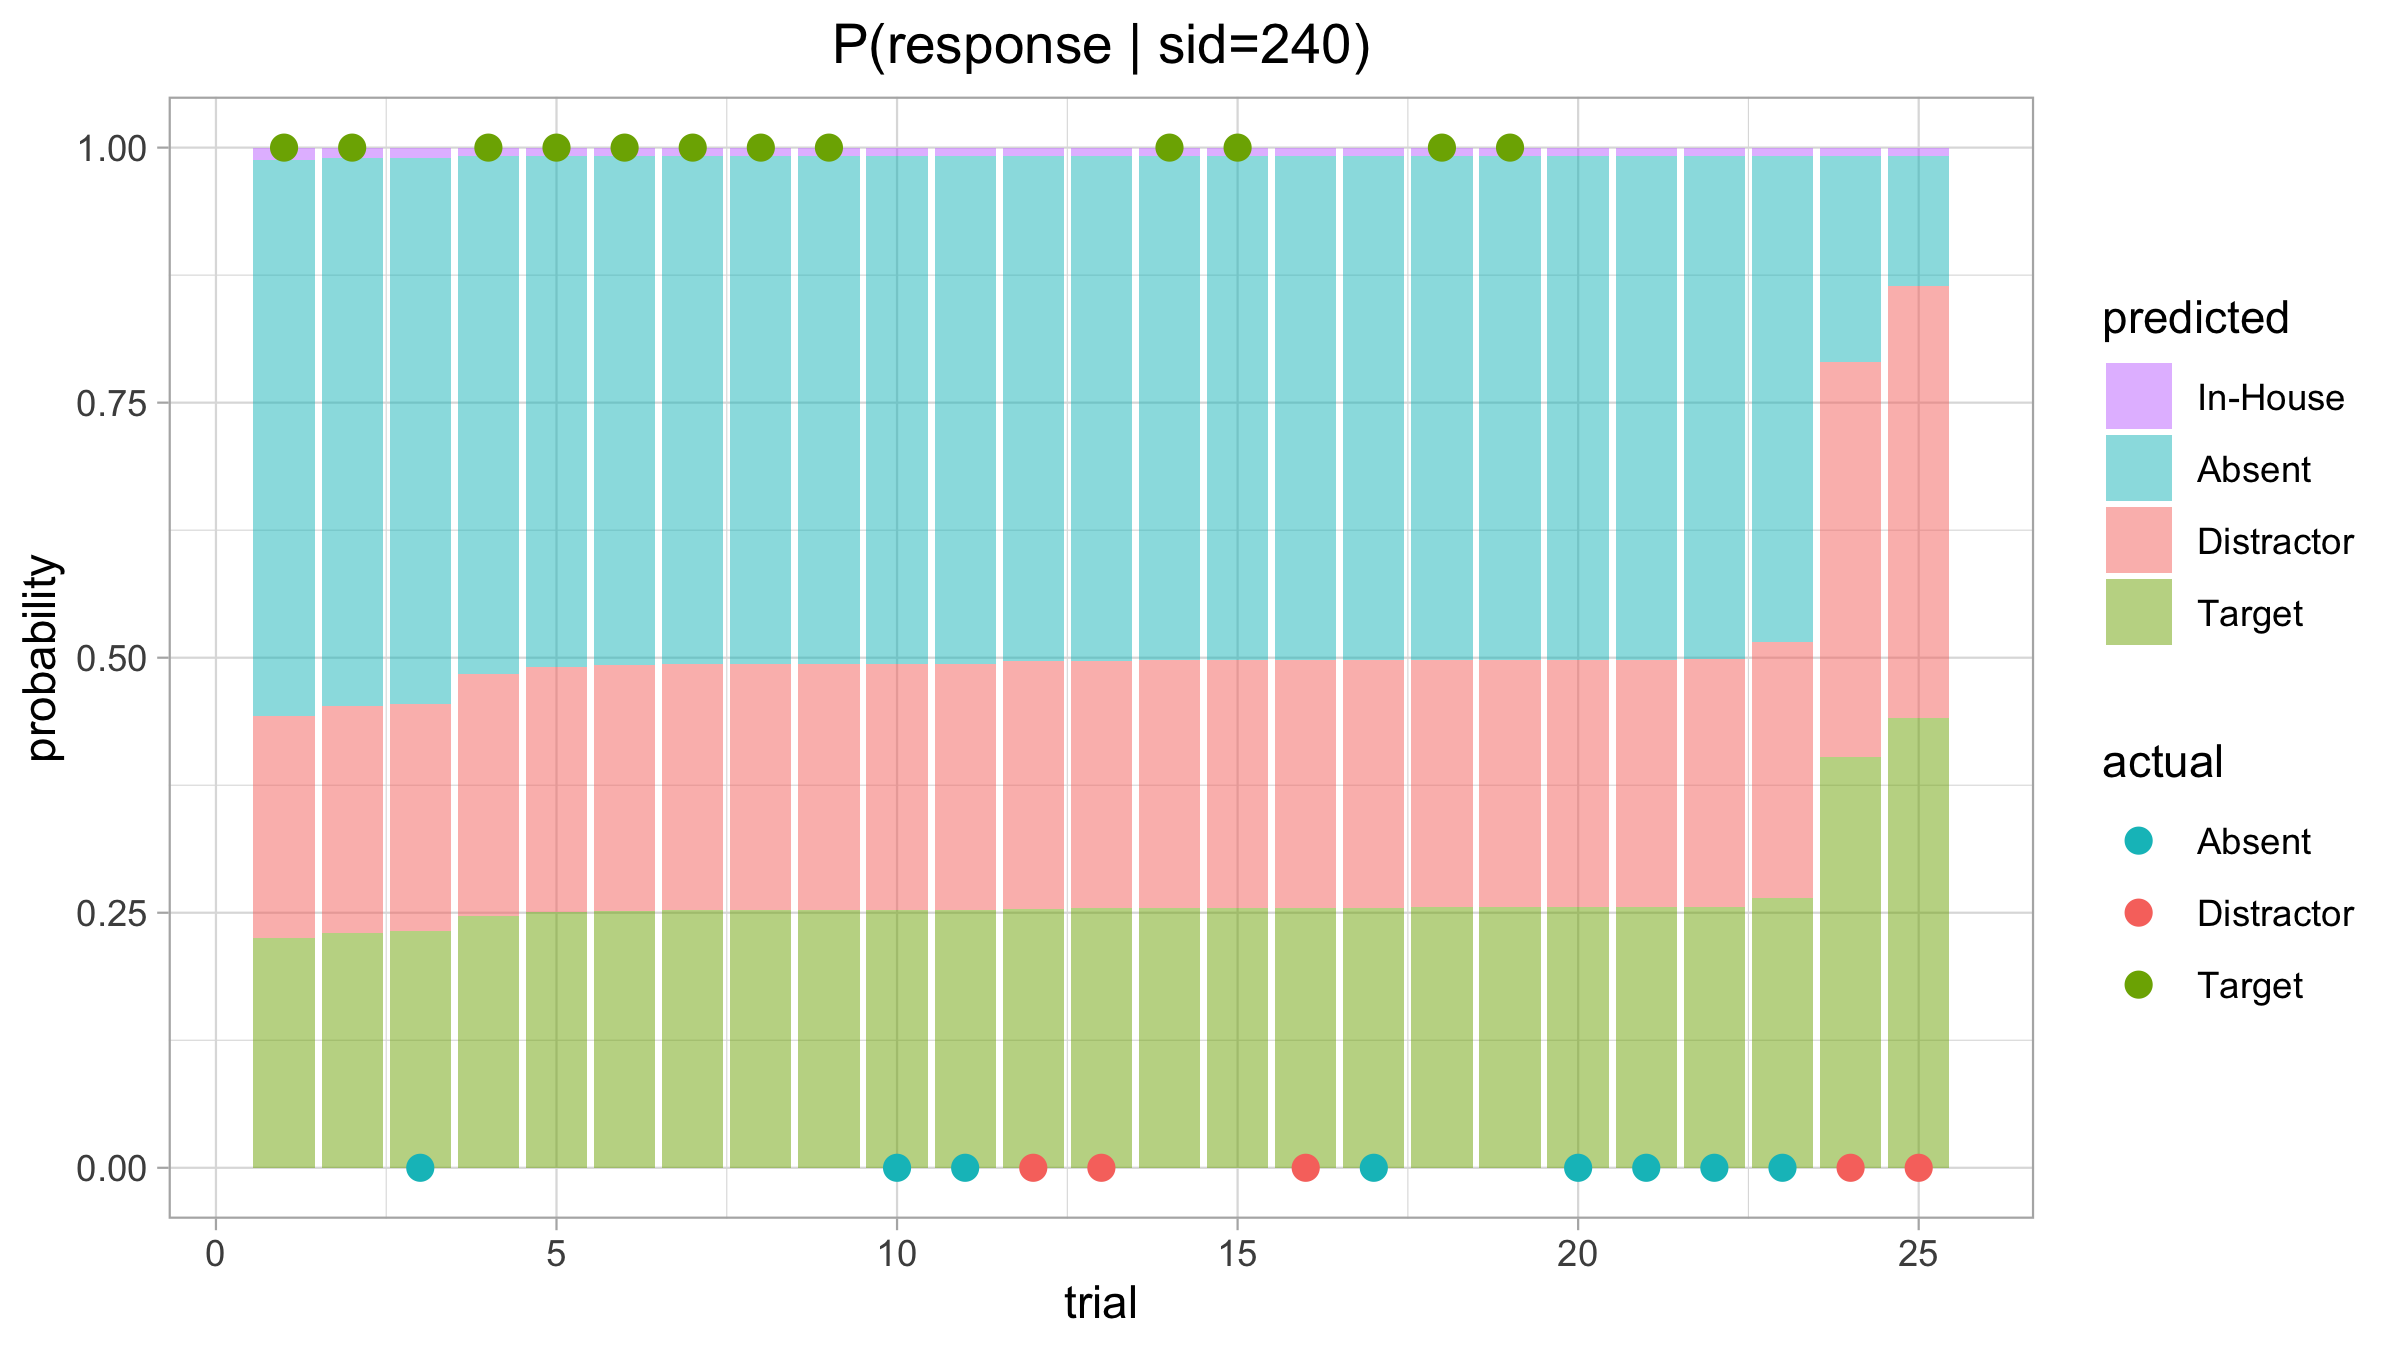 P(response | sid=240)
probability
1.00
0.75
0.50
0.25
0.00
0 5 10 15 20 25
trial
predicted
In-House
Absent
Distractor
Target
actual
Absent
Distractor
Target